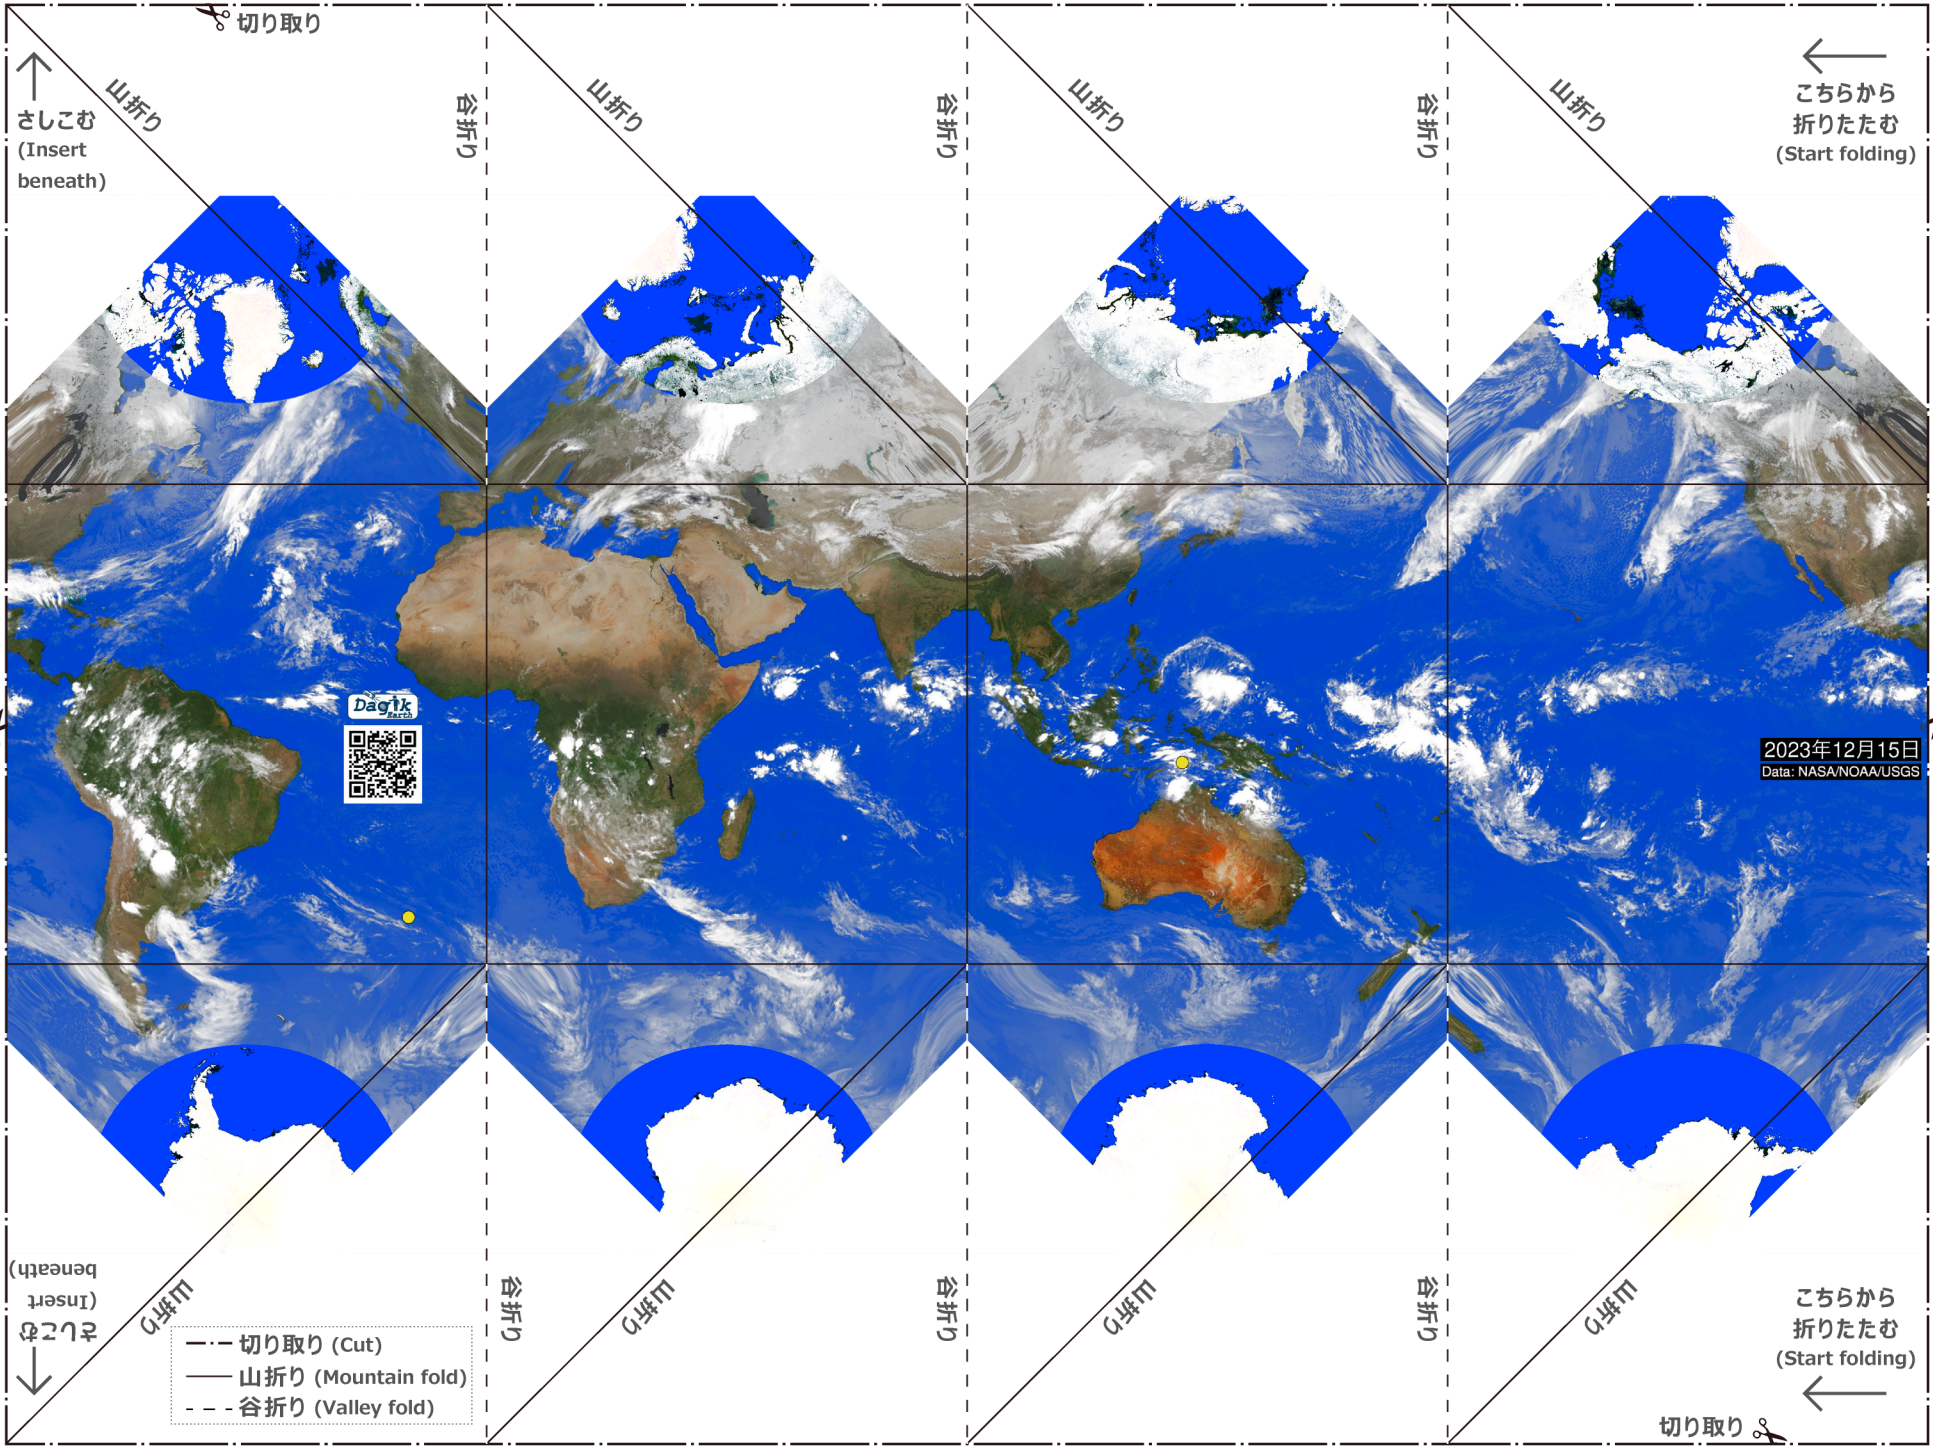 切り取り
さしこむ
(Insert
beneath)
山折り
谷折り
山折り
谷折り
山折り
谷折り
山折り
こちらから
折りたたむ
(Start folding)
Dagik
Earth
2023年12月15日
Data: NASA/NOAA/USGS
さしこむ
(Insert
beneath)
山折り
谷折り
山折り
谷折り
山折り
谷折り
山折り
こちらから
折りたたむ
(Start folding)
切り取り (Cut)
山折り (Mountain fold)
谷折り (Valley fold)
切り取り